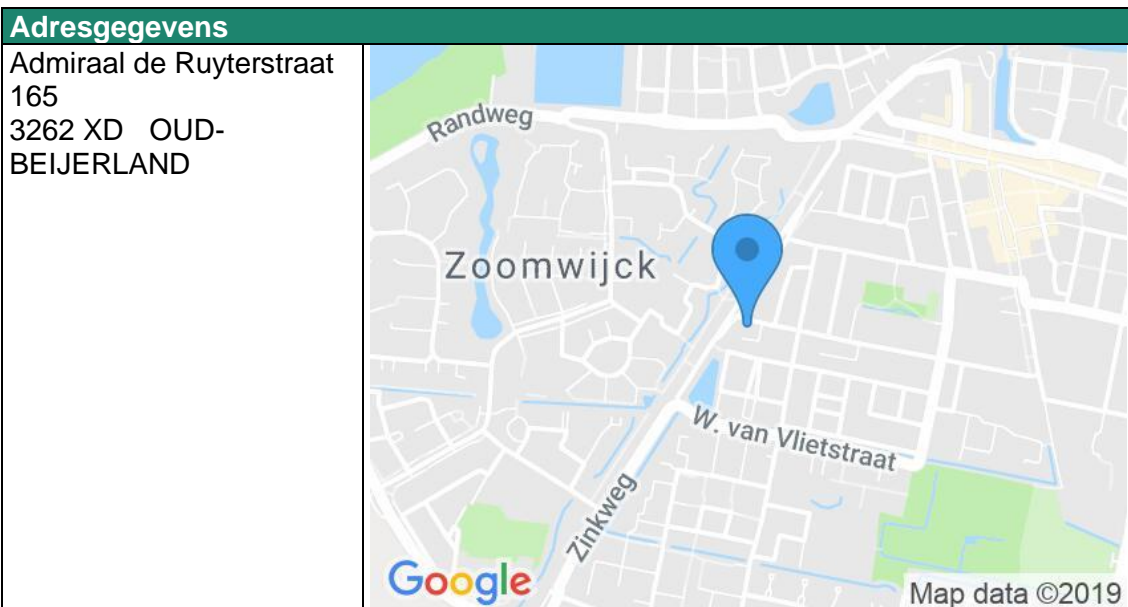 Adresgegevens
Admiraal de Ruyterstraat
165
3262 XD OUD-
BEIJERLAND
Randweg
Zoomwijck
W. van Vlietstraat
Zinkweg
Google
Map data ©2019